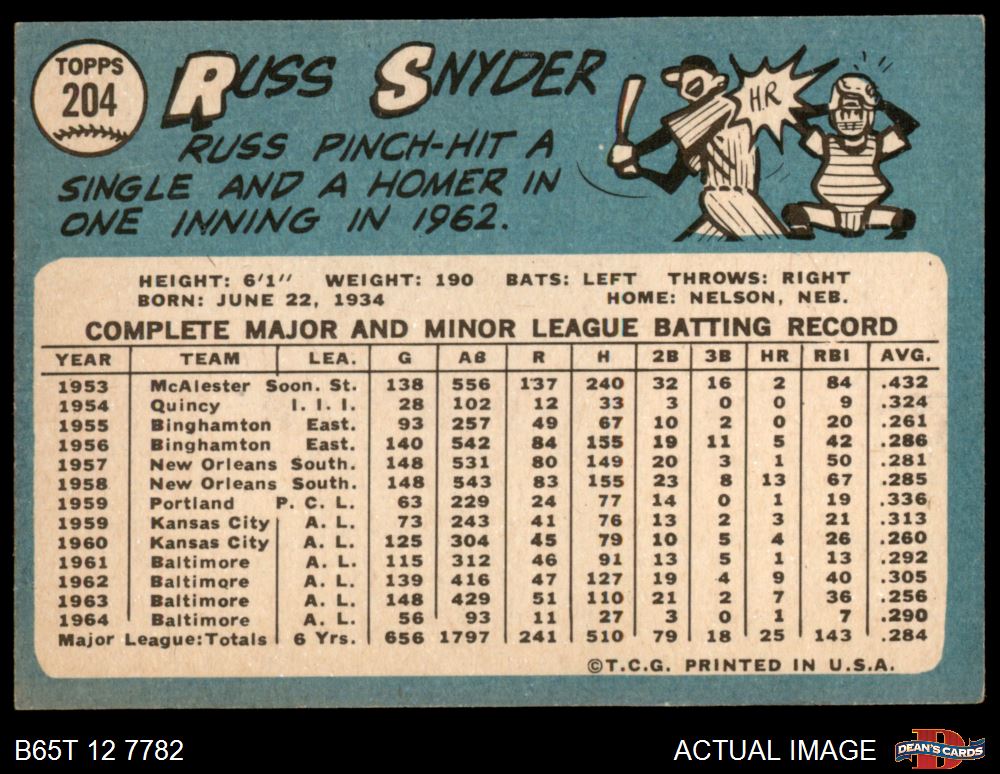 TOPPS
204
RUSS SNYDER
RUSS PINCH-HIT A
SINGLE AND A HOMER IN
ONE INNING IN 1962.
H.R
HEIGHT: 6'1" WEIGHT: 190 BATS: LEFT THROWS: RIGHT
BORN: JUNE 22, 1934 HOME: NELSON, NEB.
COMPLETE MAJOR AND MINOR LEAGUE BATTING RECORD
YEAR TEAM LEA. G AB R H 2B 3B HR RBI AVG.
1953 McAlester Soon. St. 138 556 137 240 32 16 2 84 .432
1954 Quincy I. I. I. 28 102 12 33 3 0 0 9 .324
1955 Binghamton East. 93 257 49 67 10 2 0 20 .261
1956 Binghamton East. 140 542 84 155 19 11 5 42 .286
1957 New Orleans South. 148 531 80 149 20 3 1 50 .281
1958 New Orleans South. 148 543 83 155 23 8 13 67 .285
1959 Portland P. C. L. 63 229 24 77 14 0 1 19 .336
1959 Kansas City A. L. 73 243 41 76 13 2 3 21 .313
1960 Kansas City A. L. 125 304 45 79 10 5 4 26 .260
1961 Baltimore A. L. 115 312 46 91 13 5 1 13 .292
1962 Baltimore A. L. 139 416 47 127 19 4 9 40 .305
1963 Baltimore A. L. 148 429 51 110 21 2 7 36 .256
1964 Baltimore A. L. 56 93 11 27 3 0 1 7 .290
Major League:Totals 6 Yrs. 656 1797 241 510 79 18 25 143 .284
©T.C.G. PRINTED IN U.S.A.
B65T 12 7782 ACTUAL IMAGE D DEAN'S CARDS